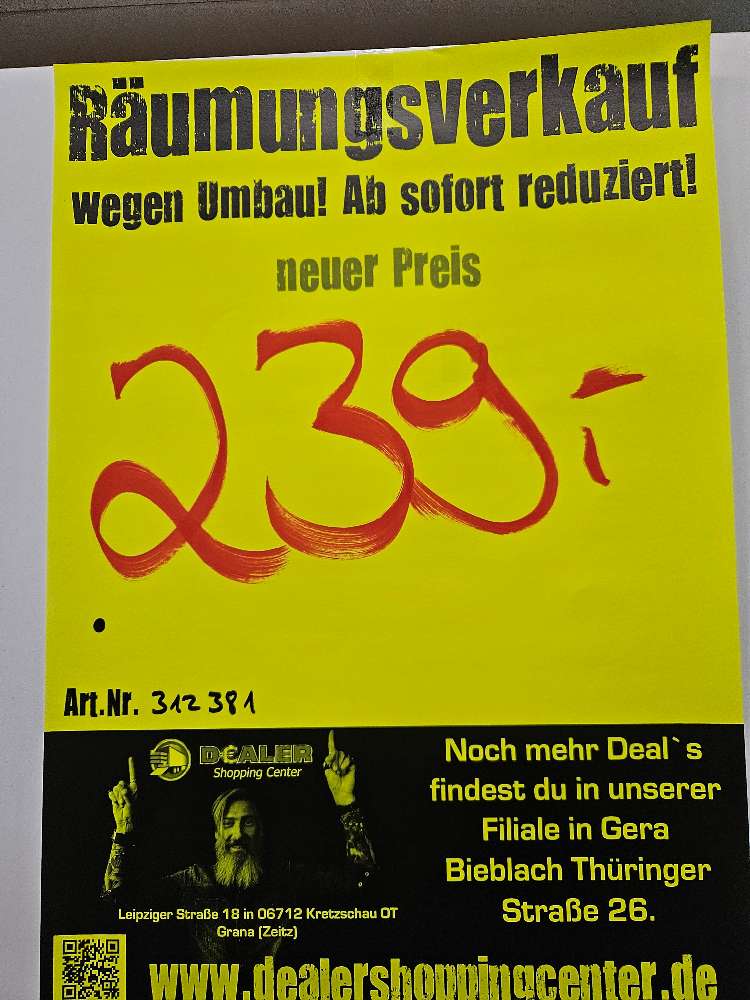 Räumungsverkauf
wegen Umbau! Ab sofort reduziert!
neuer Preis
239,-
Art.Nr. 312381
D€ALER
Shopping Center
Leipziger Straße 18 in 06712 Kretzschau OT
Grana (Zeitz)
Noch mehr Deal`s
findest du in unserer
Filiale in Gera
Bieblach Thüringer
Straße 26.
www.dealershoppingcenter.de